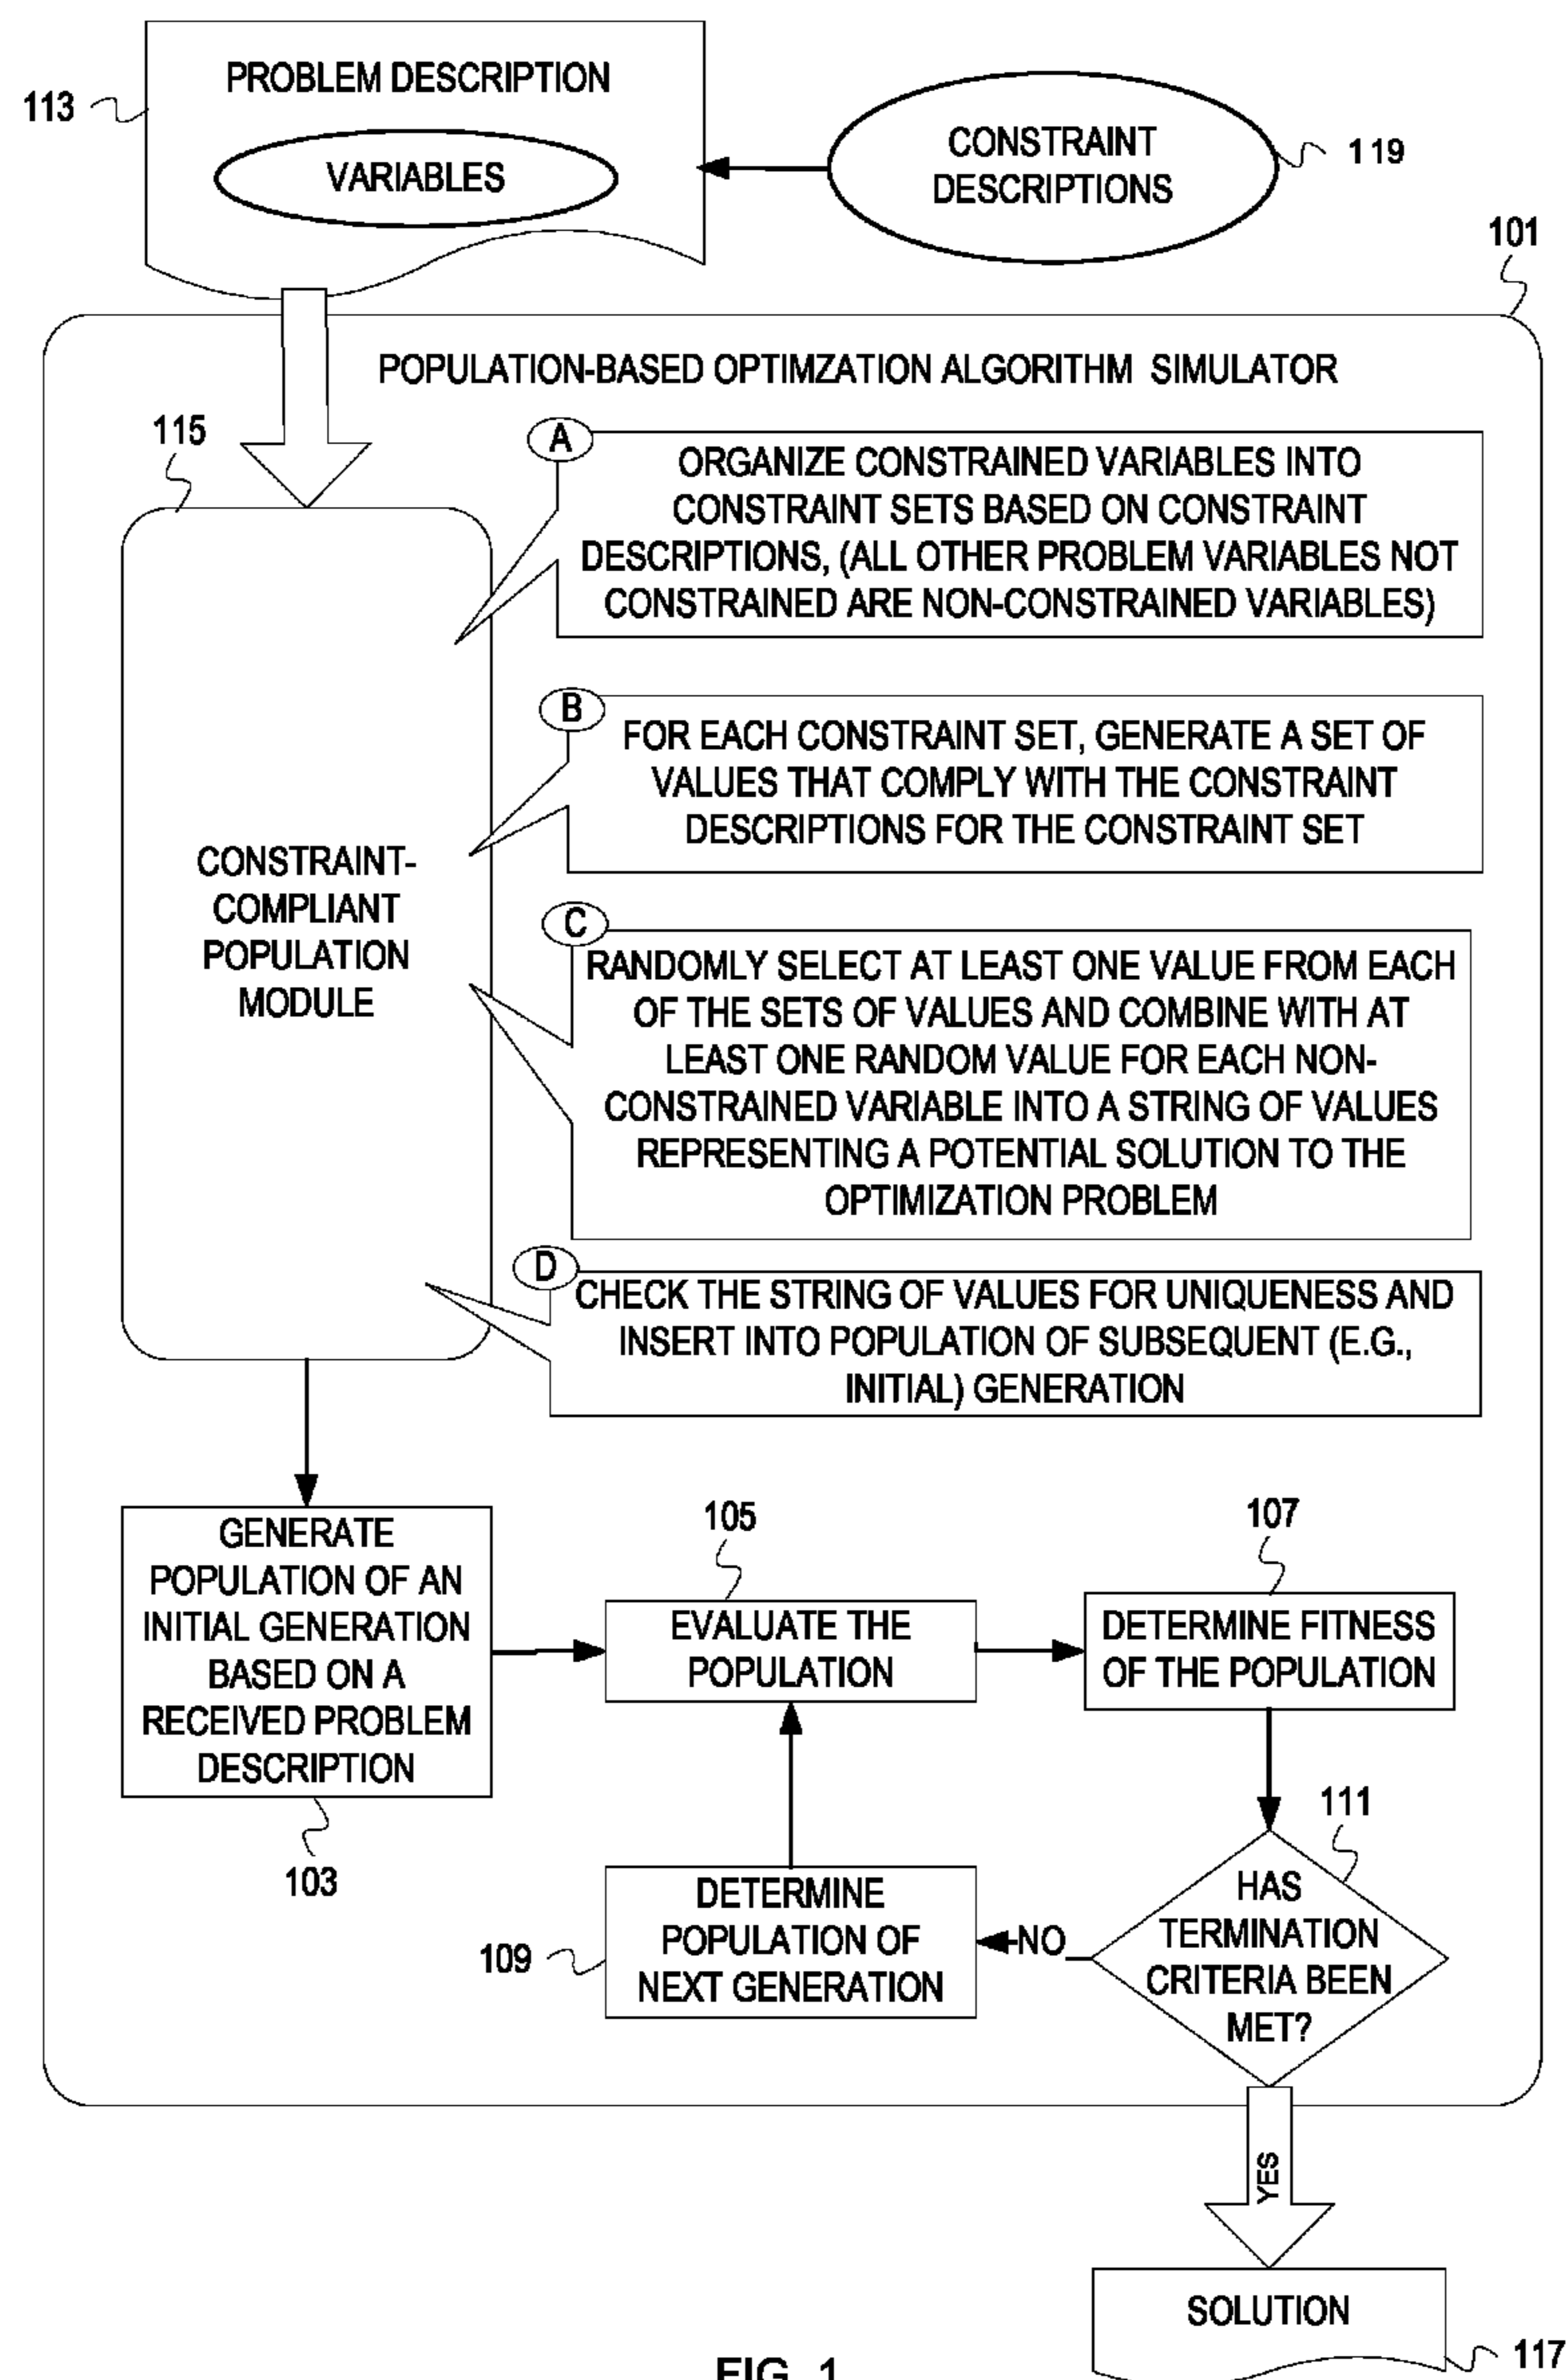 PROBLEM DESCRIPTION
113
VARIABLES
CONSTRAINT
DESCRIPTIONS
119
101
POPULATION-BASED OPTIMZATION ALGORITHM SIMULATOR
115
CONSTRAINT-
COMPLIANT
POPULATION
MODULE
A
ORGANIZE CONSTRAINED VARIABLES INTO
CONSTRAINT SETS BASED ON CONSTRAINT
DESCRIPTIONS, (ALL OTHER PROBLEM VARIABLES NOT
CONSTRAINED ARE NON-CONSTRAINED VARIABLES)
B
FOR EACH CONSTRAINT SET, GENERATE A SET OF
VALUES THAT COMPLY WITH THE CONSTRAINT
DESCRIPTIONS FOR THE CONSTRAINT SET
C
RANDOMLY SELECT AT LEAST ONE VALUE FROM EACH
OF THE SETS OF VALUES AND COMBINE WITH AT
LEAST ONE RANDOM VALUE FOR EACH NON-
CONSTRAINED VARIABLE INTO A STRING OF VALUES
REPRESENTING A POTENTIAL SOLUTION TO THE
OPTIMIZATION PROBLEM
D
CHECK THE STRING OF VALUES FOR UNIQUENESS AND
INSERT INTO POPULATION OF SUBSEQUENT (E.G.,
INITIAL) GENERATION
GENERATE
POPULATION OF AN
INITIAL GENERATION
BASED ON A
RECEIVED PROBLEM
DESCRIPTION
103
105
EVALUATE THE
POPULATION
107
DETERMINE FITNESS
OF THE POPULATION
111
HAS
TERMINATION
CRITERIA BEEN
MET?
NO
109
DETERMINE
POPULATION OF
NEXT GENERATION
YES
SOLUTION
117
FIG. 1